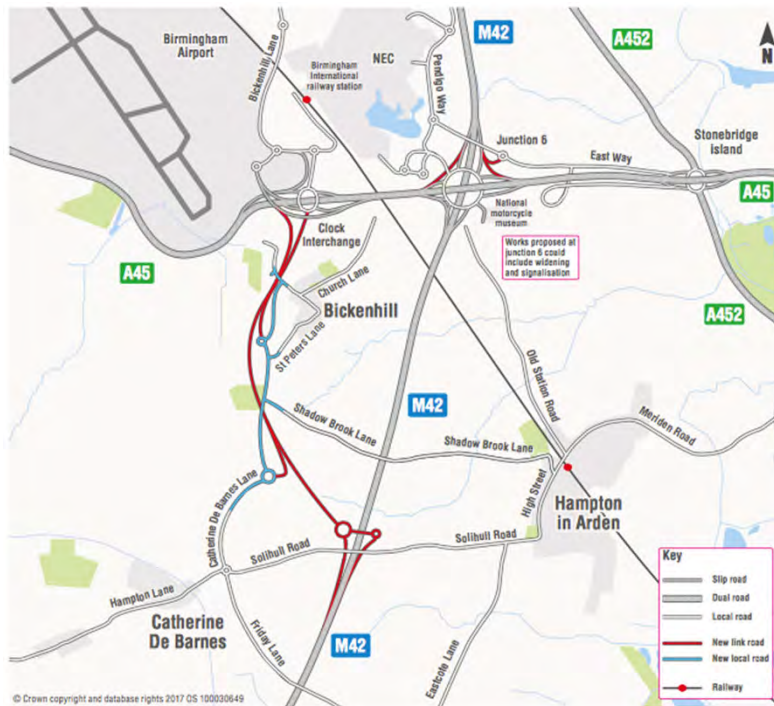 M42
A452
N
Birmingham
Airport
Bickenhill Lane
NEC
Pendigo Way
Birmingham
International
railway station
Junction 6
Stonebridge
island
East Way
A45
National
motorcycle
museum
Clock
Interchange
Works proposed at
junction 6 could
include widening
and signalisation
A45
Church Lane
Bickenhill
A452
St Peters Lane
Old Station Road
M42
Meriden Road
Shadow Brook Lane
Shadow Brook Lane
Catherine De Barnes Lane
High Street
Hampton
in Arden
Solihull Road
Solihull Road
Hampton Lane
Catherine
De Barnes
Friday Lane
M42
Eastcote Lane
Key
Slip road
Dual road
Local road
New link road
New local road
Railway
© Crown copyright and database rights 2017 OS 100030649